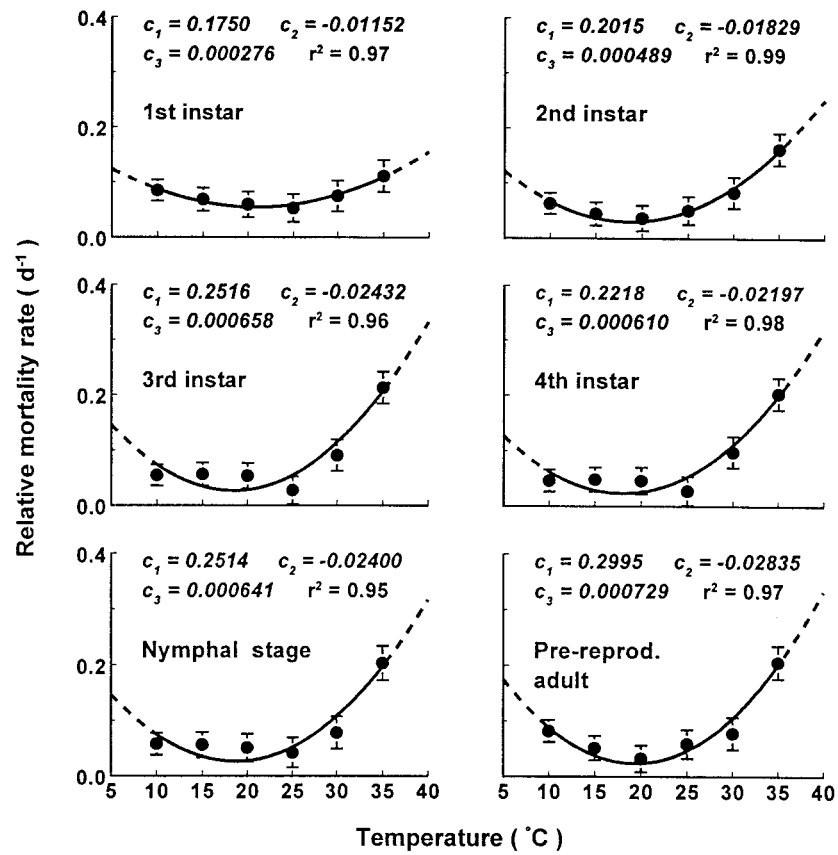 0.4
c1 = 0.1750 c2 = -0.01152
c3 = 0.000276 r2 = 0.97
1st instar
0.2
0.0
c1 = 0.2015 c2 = -0.01829
c3 = 0.000489 r2 = 0.99
2nd instar
0.4
c1 = 0.2516 c2 = -0.02432
c3 = 0.000658 r2 = 0.96
3rd instar
0.2
0.0
c1 = 0.2218 c2 = -0.02197
c3 = 0.000610 r2 = 0.98
4th instar
0.4
c1 = 0.2514 c2 = -0.02400
c3 = 0.000641 r2 = 0.95
Nymphal stage
0.2
0.0
5 10 15 20 25 30 35 40
c1 = 0.2995 c2 = -0.02835
c3 = 0.000729 r2 = 0.97
Pre-reprod.
adult
5 10 15 20 25 30 35 40
Relative mortality rate ( d-1 )
Temperature ( °C )